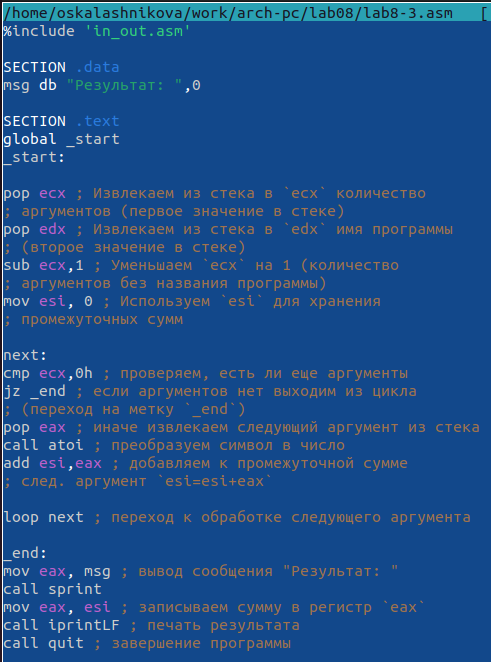 /home/oskalashnikova/work/arch-pc/lab08/lab8-3.asm [
%include 'in_out.asm'
SECTION .data
msg db "Результат: ",0
SECTION .text
global _start
_start:
pop ecx ; Извлекаем из стека в `ecx` количество
; аргументов (первое значение в стеке)
pop edx ; Извлекаем из стека в `edx` имя программы
; (второе значение в стеке)
sub ecx,1 ; Уменьшаем `ecx` на 1 (количество
; аргументов без названия программы)
mov esi, 0 ; Используем `esi` для хранения
; промежуточных сумм
next:
cmp ecx,0h ; проверяем, есть ли еще аргументы
jz _end ; если аргументов нет выходим из цикла
; (переход на метку `_end`)
pop eax ; иначе извлекаем следующий аргумент из стека
call atoi ; преобразуем символ в число
add esi,eax ; добавляем к промежуточной сумме
; след. аргумент `esi=esi+eax`
loop next ; переход к обработке следующего аргумента
_end:
mov eax, msg ; вывод сообщения "Результат: "
call sprint
mov eax, esi ; записываем сумму в регистр `eax`
call iprintLF ; печать результата
call quit ; завершение программы